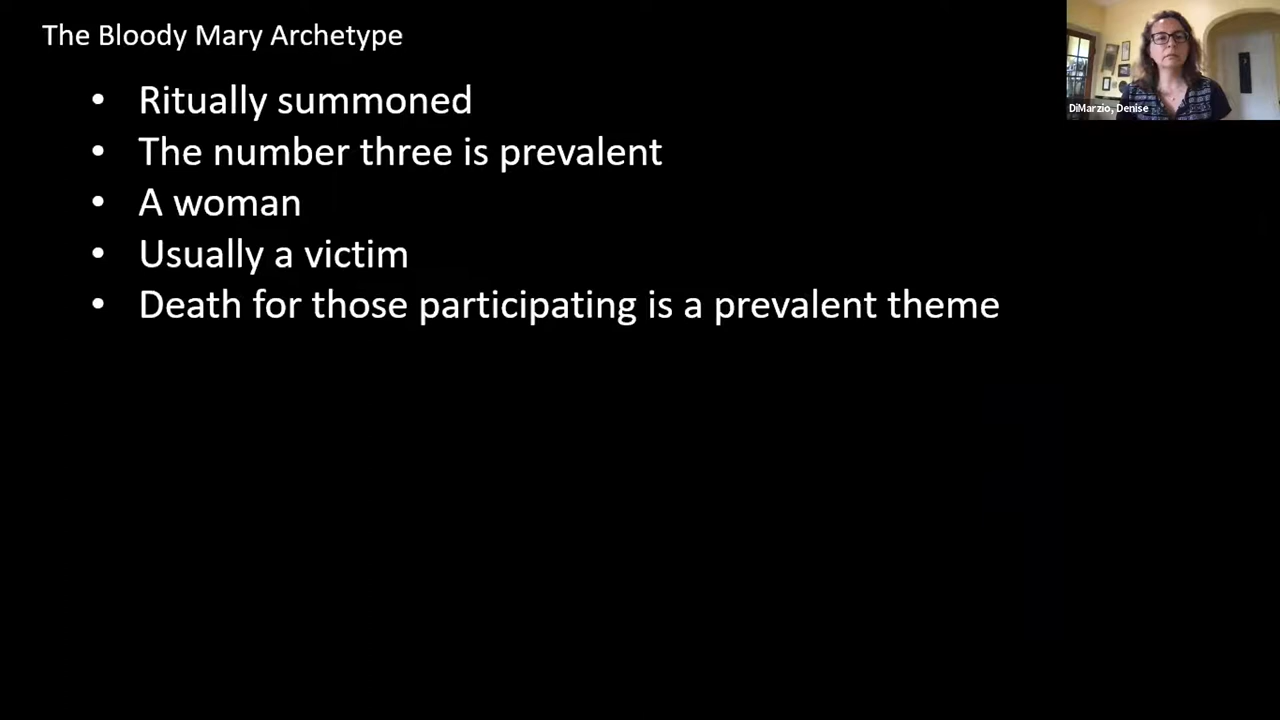 The Bloody Mary Archetype
• Ritually summoned
• The number three is prevalent
• A woman
• Usually a victim
• Death for those participating is a prevalent theme
DiMarzio, Denise